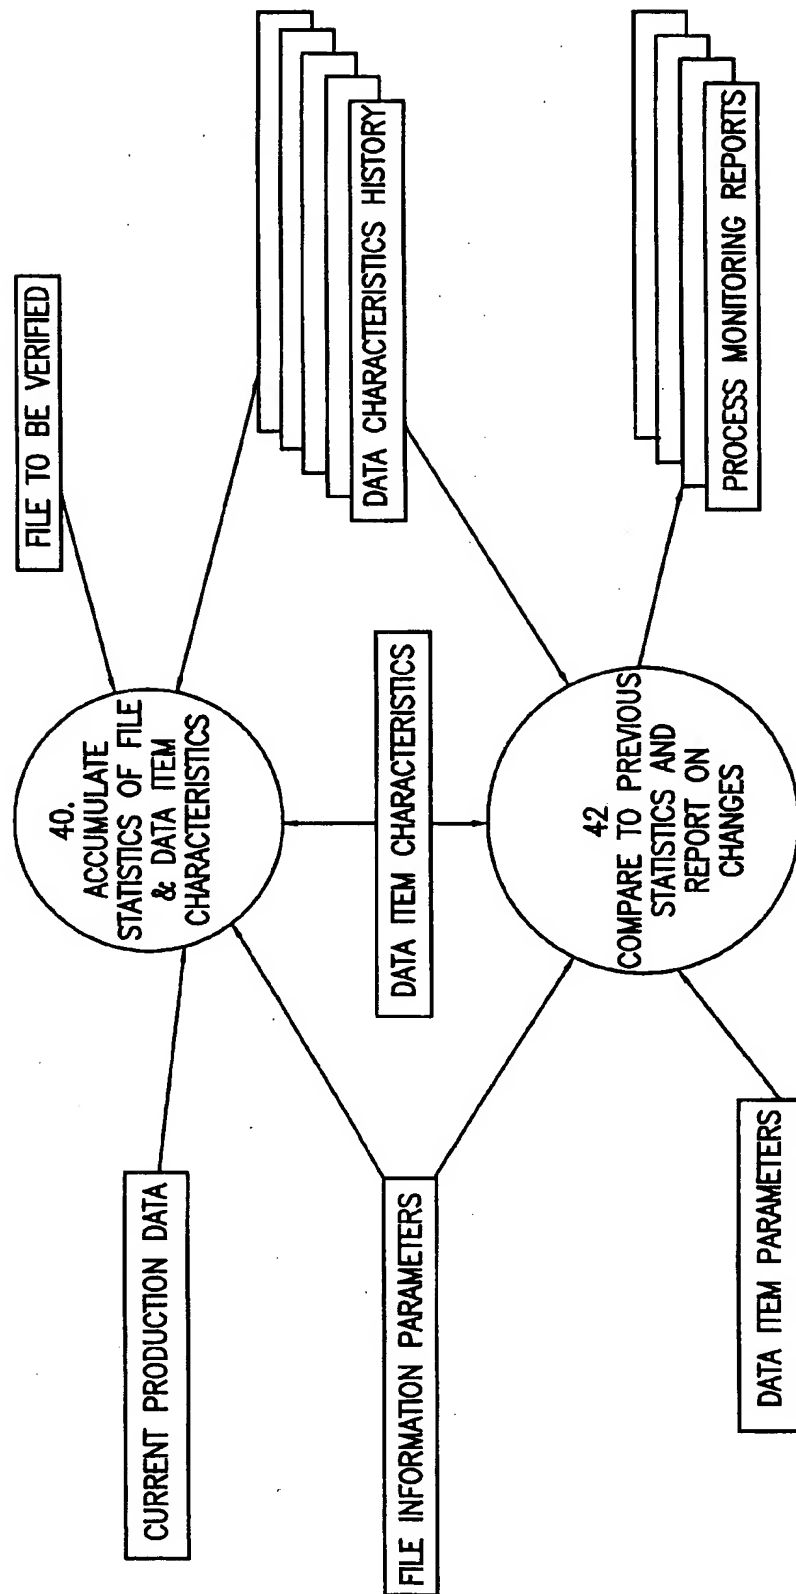 FILE TO BE VERIFIED
40.
ACCUMULATE
STATISTICS OF FILE
& DATA ITEM
CHARACTERISTICS
CURRENT PRODUCTION DATA
DATA CHARACTERISTICS HISTORY
DATA ITEM CHARACTERISTICS
FILE INFORMATION PARAMETERS
42
COMPARE TO PREVIOUS
STATISTICS AND
REPORT ON
CHANGES
PROCESS MONITORING REPORTS
DATA ITEM PARAMETERS